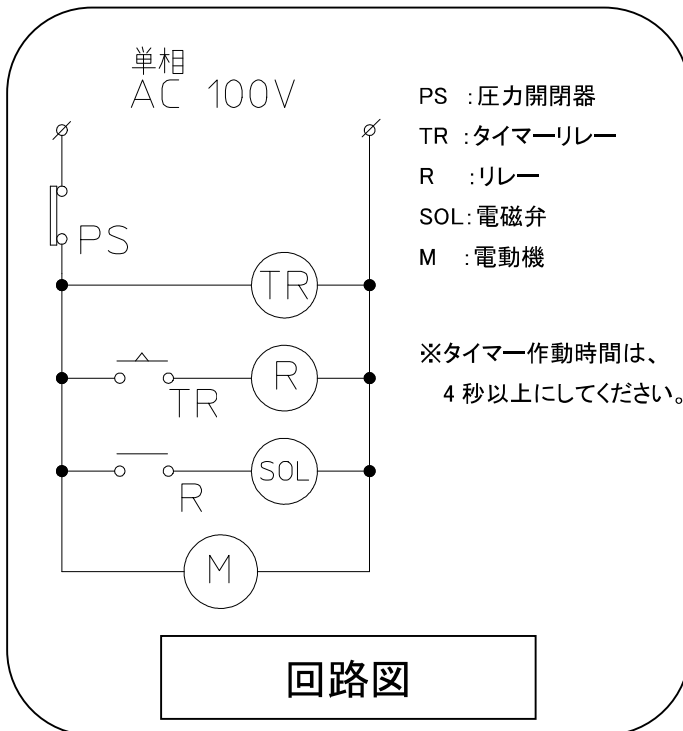 単相
AC 100V
PS
TR
R
TR
SOL
R
M
PS :圧力開閉器
TR :タイマーリレー
R :リレー
SOL:電磁弁
M :電動機
※タイマー作動時間は、
4 秒以上にしてください。
回路図